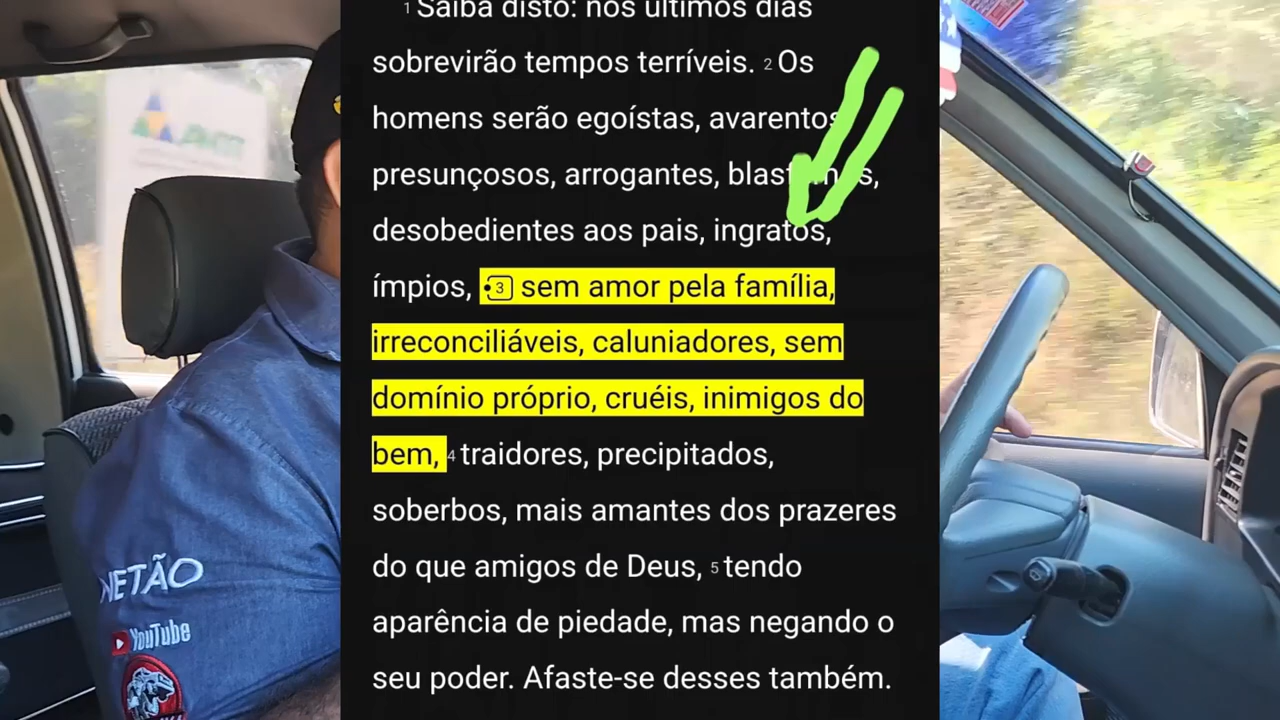 1 Saiba disto: nos últimos dias
sobrevirão tempos terríveis. 2 Os
homens serão egoístas, avarentos
presunçosos, arrogantes,
desobedientes aos pais, ingratos,
ímpios, 3 sem amor pela família,
irreconciliáveis, caluniadores, sem
domínio próprio, cruéis, inimigos do
bem, 4 traidores, precipitados,
soberbos, mais amantes dos prazeres
do que amigos de Deus, 5 tendo
aparência de piedade, mas negando o
seu poder. Afaste-se desses também.
NETÃO
YouTube